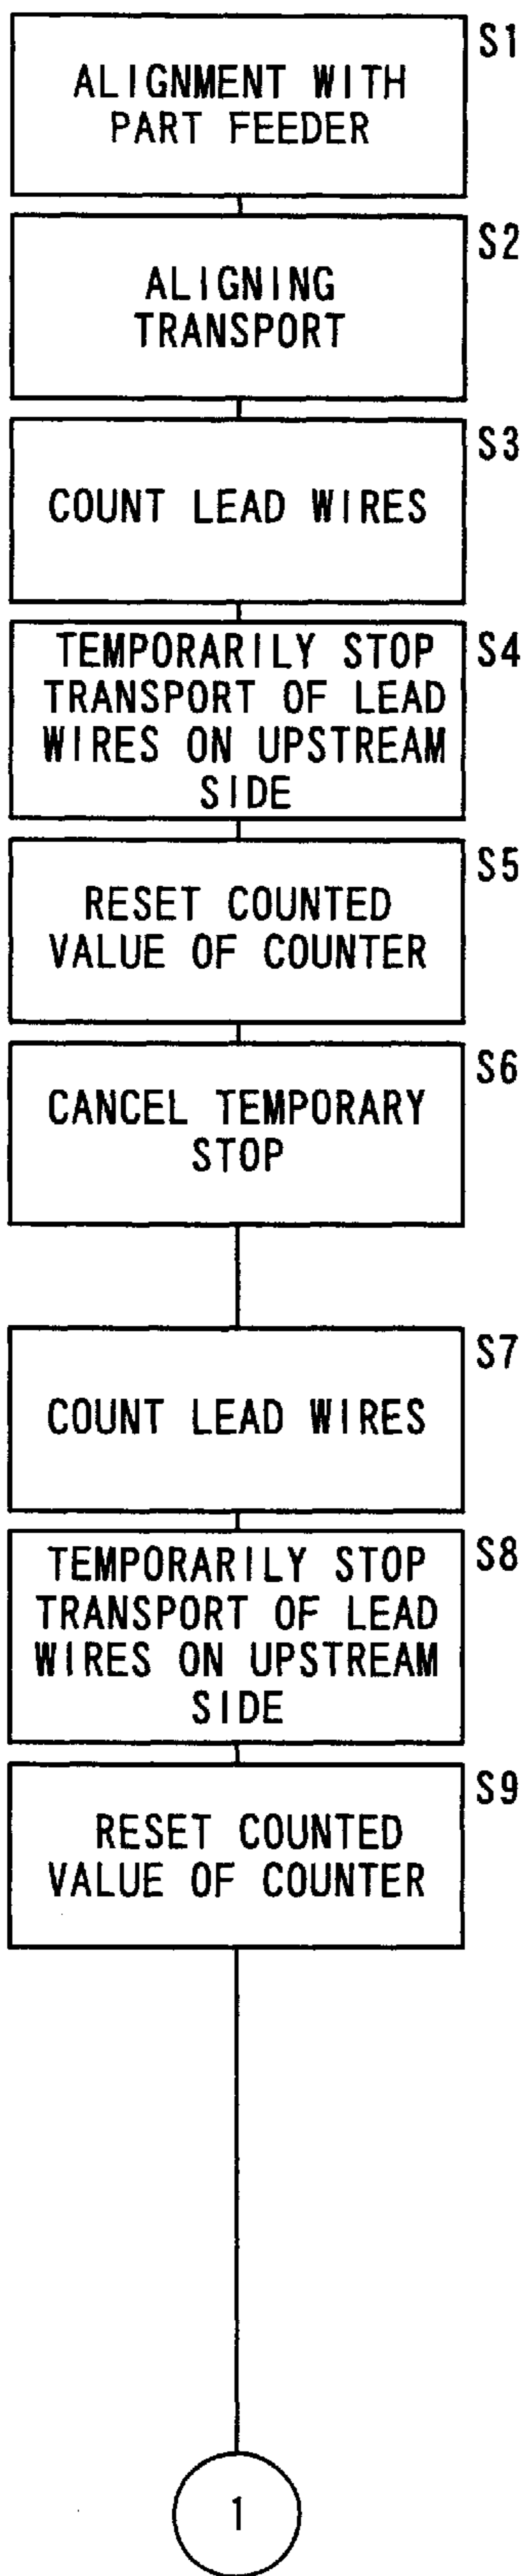 S1
ALIGNMENT WITH
PART FEEDER
S2
ALIGNING
TRANSPORT
S3
COUNT LEAD WIRES
S4
TEMPORARILY STOP
TRANSPORT OF LEAD
WIRES ON UPSTREAM
SIDE
S5
RESET COUNTED
VALUE OF COUNTER
S6
CANCEL TEMPORARY
STOP
S7
COUNT LEAD WIRES
S8
TEMPORARILY STOP
TRANSPORT OF LEAD
WIRES ON UPSTREAM
SIDE
S9
RESET COUNTED
VALUE OF COUNTER
1